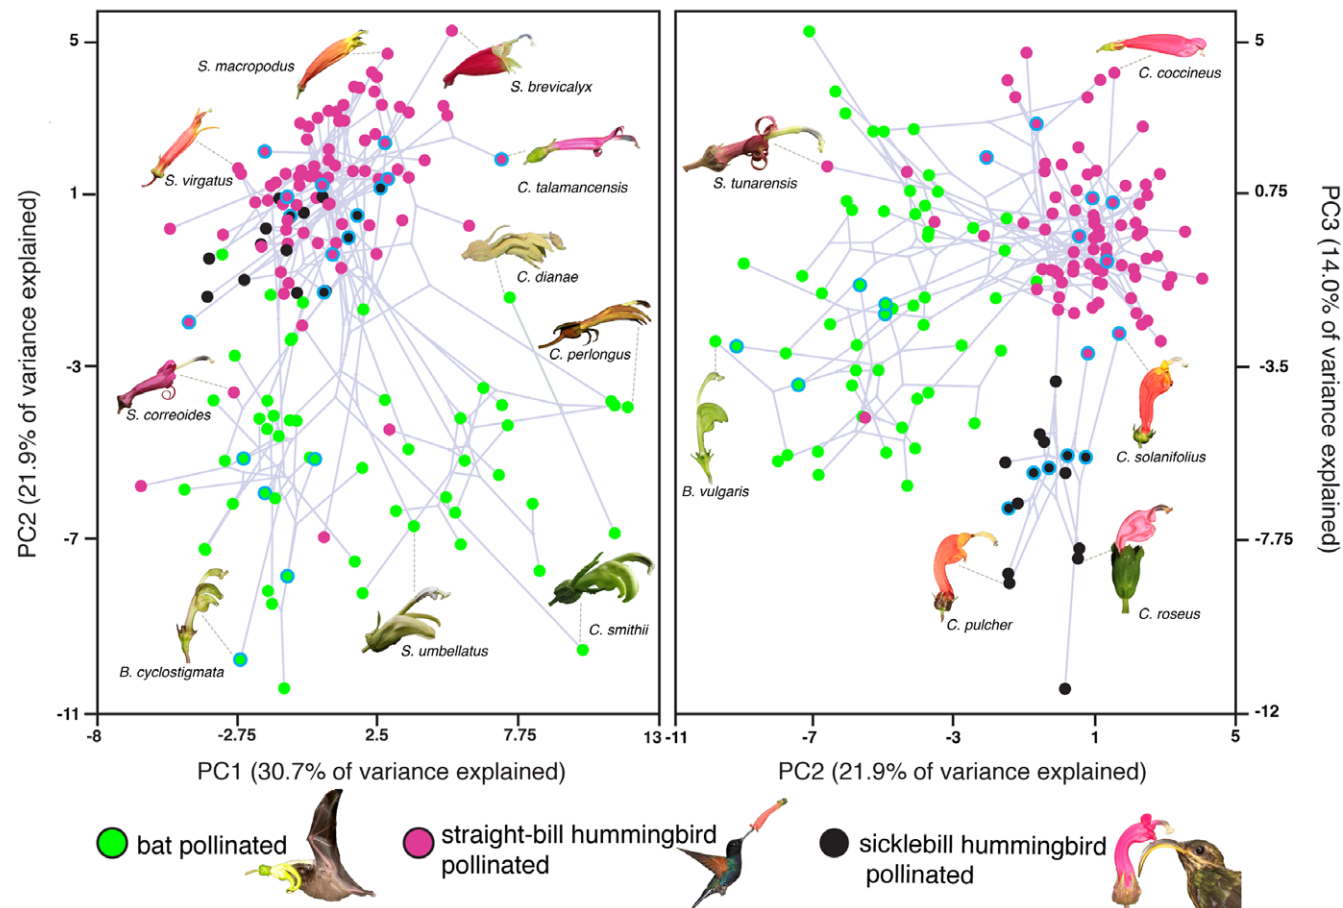 5
1
-3
-7
-11
PC2 (21.9% of variance explained)
S. macropodus
S. brevicalyx
S. virgatus
C. talamancensis
C. dianae
C. perlongus
S. correoides
C. smithii
S. umbellatus
B. cyclostigmata
-8
-2.75
2.5
7.75
13
PC1 (30.7% of variance explained)
C. coccineus
S. tunarensis
C. solanifolius
B. vulgaris
C. pulcher
C. roseus
5
0.75
-3.5
-7.75
-12
PC3 (14.0% of variance explained)
-11
-7
-3
1
5
PC2 (21.9% of variance explained)
bat pollinated
straight-bill hummingbird
pollinated
sicklebill hummingbird
pollinated